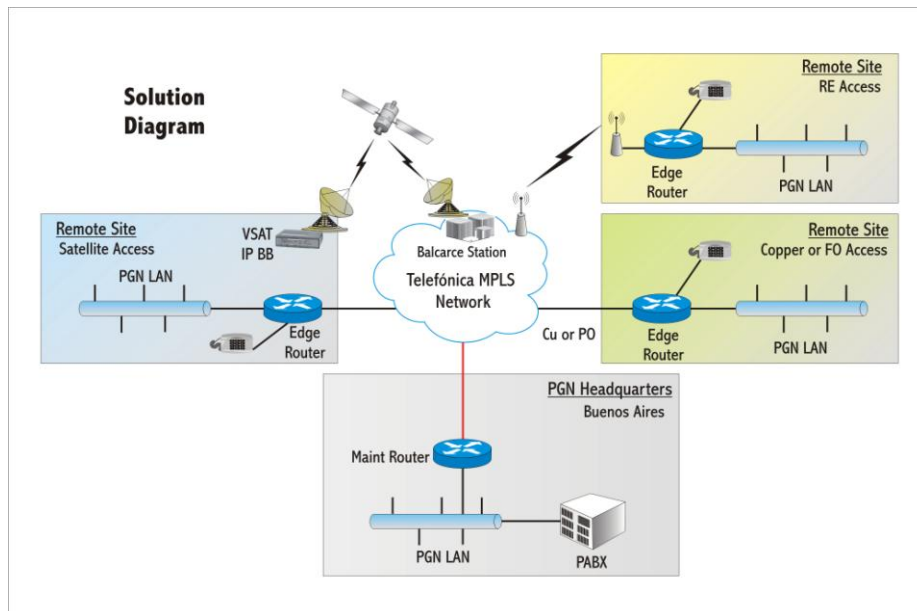 Solution
Diagram
Remote Site
RE Access
Edge
Router
PGN LAN
Remote Site
Satellite Access
VSAT
IP BB
PGN LAN
Edge
Router
Balcarce Station
Telefónica MPLS
Network
Remote Site
Copper or FO Access
Cu or PO
Edge
Router
PGN LAN
PGN Headquarters
Buenos Aires
Maint Router
PGN LAN
PABX